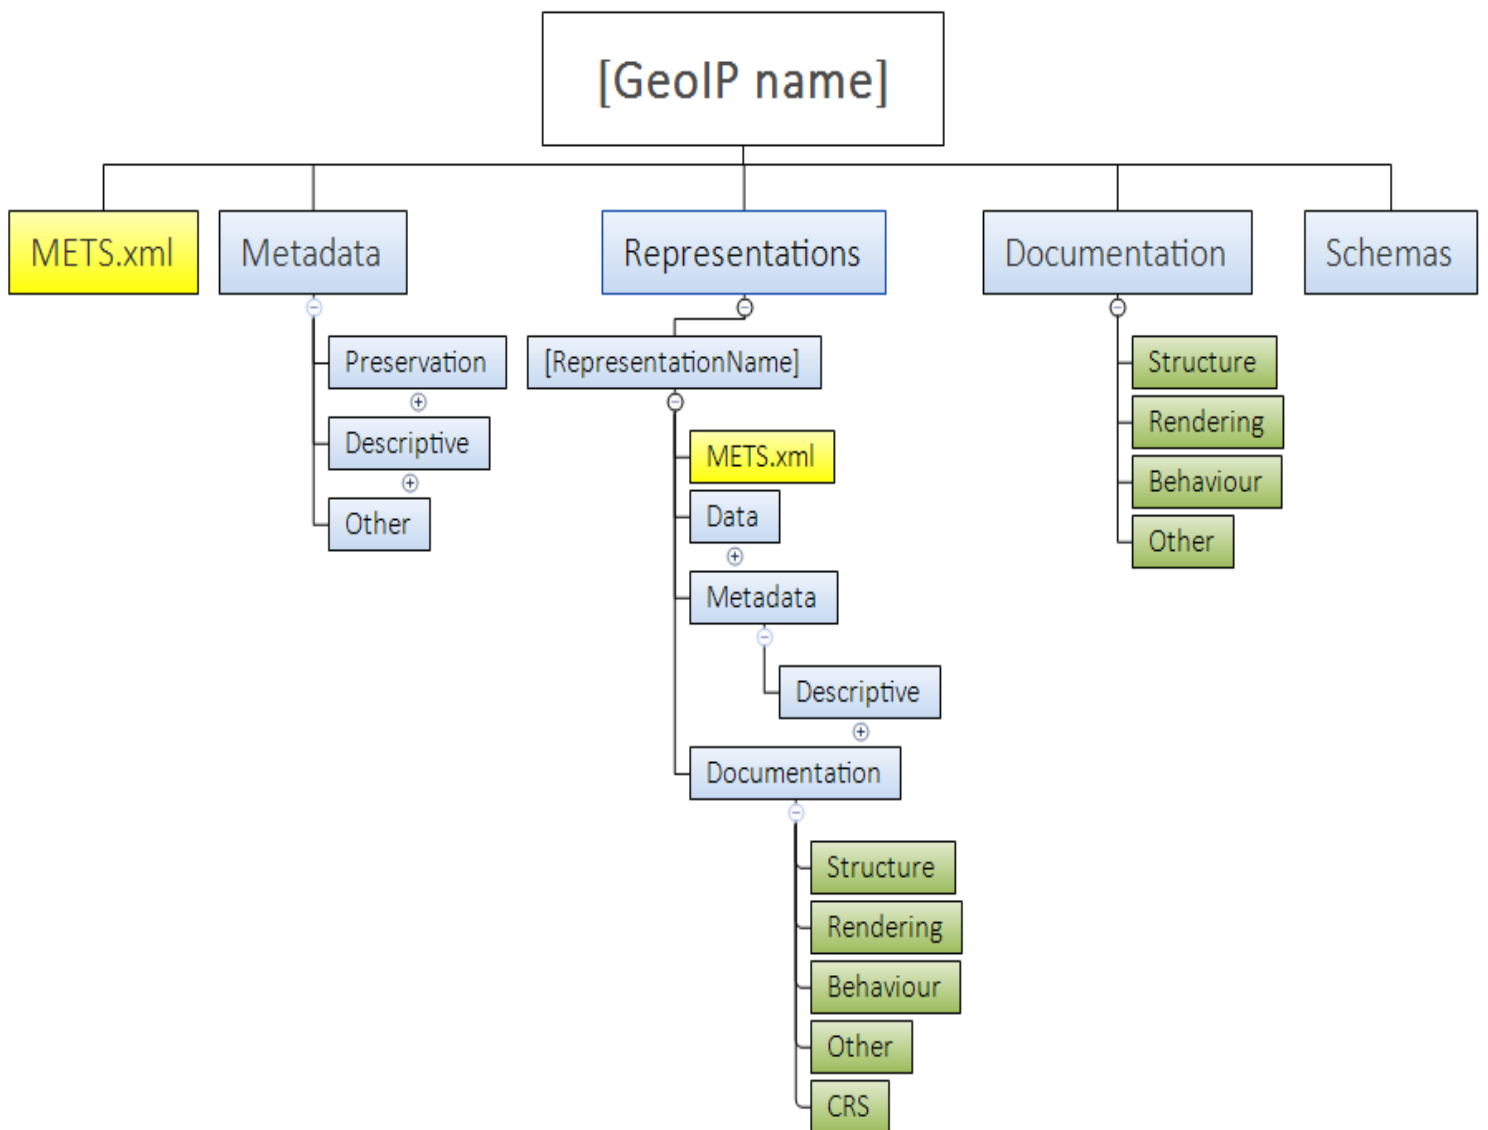 [GeoIP name]
METS.xml
Metadata
Representations
Documentation
Schemas
Preservation
Descriptive
Other
[RepresentationName]
METS.xml
Data
Metadata
Descriptive
Documentation
Structure
Rendering
Behaviour
Other
CRS
Structure
Rendering
Behaviour
Other